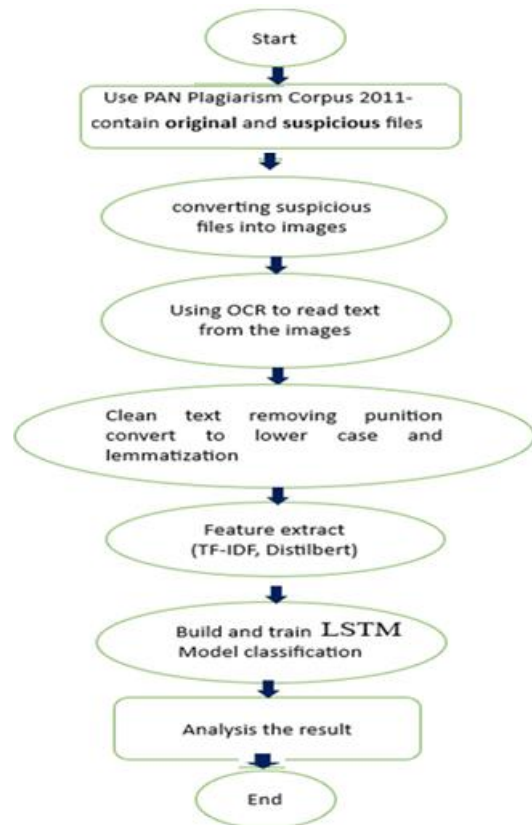 Start
Use PAN Plagiarism Corpus 2011-
contain original and suspicious files
converting suspicious
files into images
Using OCR to read text
from the images
Clean text removing punition
convert to lower case and
lemmatization
Feature extract
(TF-IDF, Distilbert)
Build and train LSTM
Model classification
Analysis the result
End